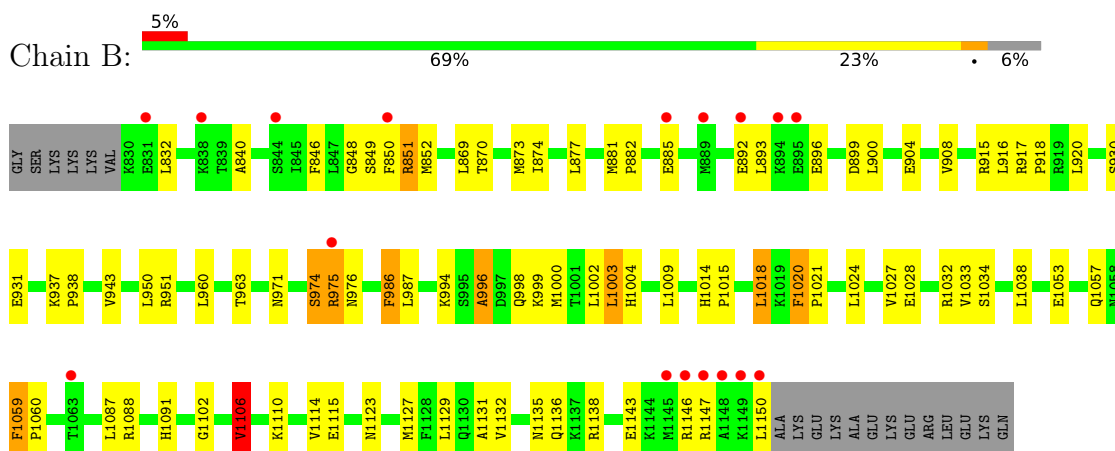 5%
Chain B:
69% 23% • 6%
GLY SER LYS LYS LYS VAL K830 E831 L832 K838 T839 A840 S844 I845 F846 L847 G848 S849 F850 R851 M852 L869 T870 M873 I874 L877 M881 P882 E885 M889 E892 L893 K894 E895 E896 D899 L900 E904 V908 R915 L916 R917 P918 R919 L920 S930
E931 K937 P938 V943 L950 R951 L960 T963 N971 S974 R975 N976 F986 L987 K994 S995 A996 D997 Q998 K999 M1000 T1001 L1002 L1003 H1004 L1009 H1014 P1015 L1018 K1019 F1020 P1021 L1024 V1027 E1028 R1032 V1033 S1034 L1038 E1053 Q1057 N1058
F1059 P1060 T1063 L1087 R1088 H1091 G1102 V1106 K1110 V1114 E1115 N1123 M1127 F1128 L1129 Q1130 A1131 V1132 N1135 Q1136 K1137 R1138 E1143 K1144 M1145 R1146 R1147 A1148 K1149 L1150 ALA LYS GLU LYS ALA GLU LYS GLU ARG LEU GLU LYS GLN